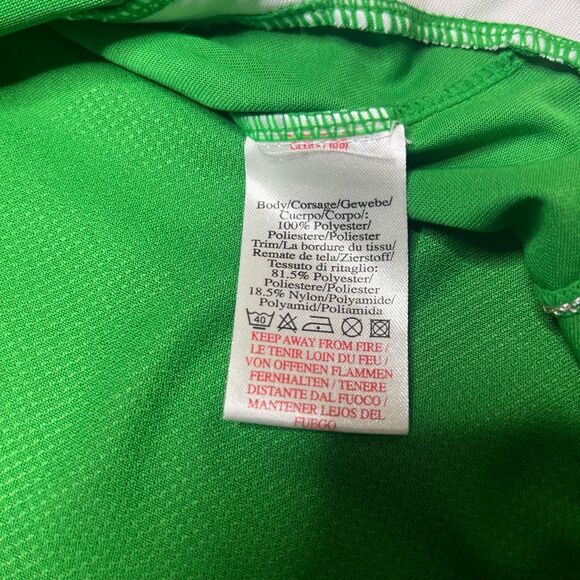 Body/Corsage/Gewebe/
Cuerpo/Corpo/:
100% Polyester/
Poliestere/Poliester
Trim/La bordure du tissu/
Remate de tela/Zierstoff/
Tessuto di ritaglio:
81.5% Polyester/
Poliestere/Poliester
18.5% Nylon/Polyamide/
Polyamid/Poliamida
40
KEEP AWAY FROM FIRE /
LE TENIR LOIN DU FEU /
VON OFFENEN FLAMMEN
FERNHALTEN / TENERE
DISTANTE DAL FUOCO /
MANTENER LEJOS DEL
FUEGO